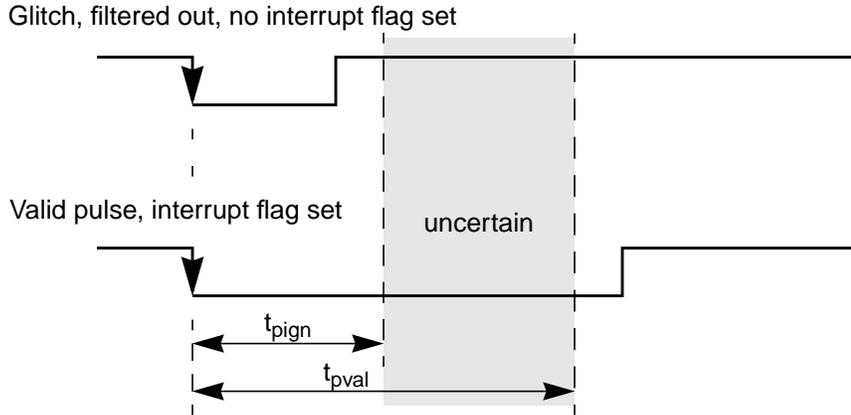 Glitch, filtered out, no interrupt flag set
Valid pulse, interrupt flag set
uncertain
tpign
tpval